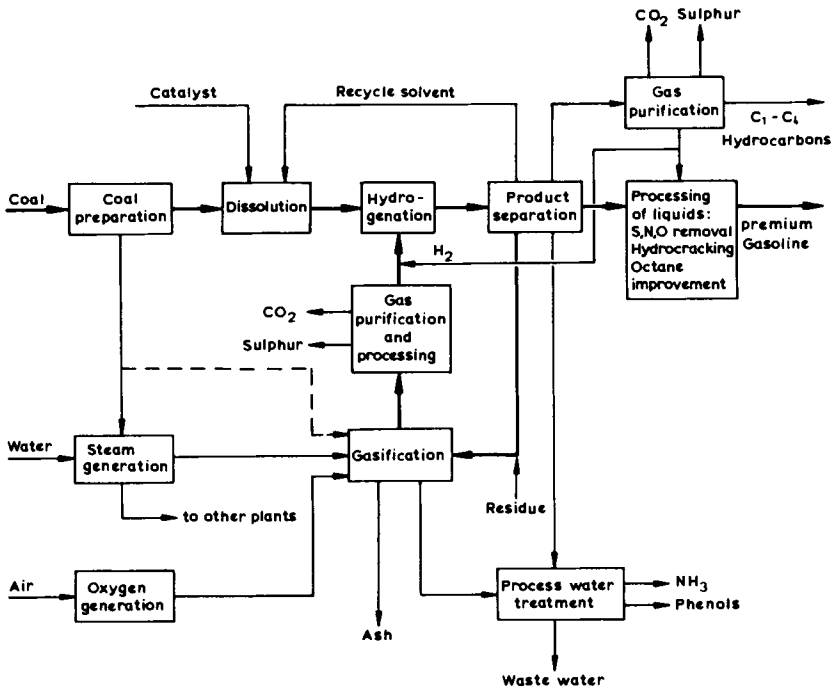 CO2 Sulphur
Gas
purification
C1 - C4
Hydrocarbons
Catalyst
Recycle solvent
Coal
Coal
preparation
Dissolution
Hydro-
genation
Product
separation
Processing
of liquids:
S,N,O removal
Hydrocracking
Octane
improvement
premium
Gasoline
H2
CO2
Sulphur
Gas
purification
and
processing
Water
Steam
generation
Gasification
to other plants
Residue
Air
Oxygen
generation
Ash
Process water
treatment
NH3
Phenols
Waste water